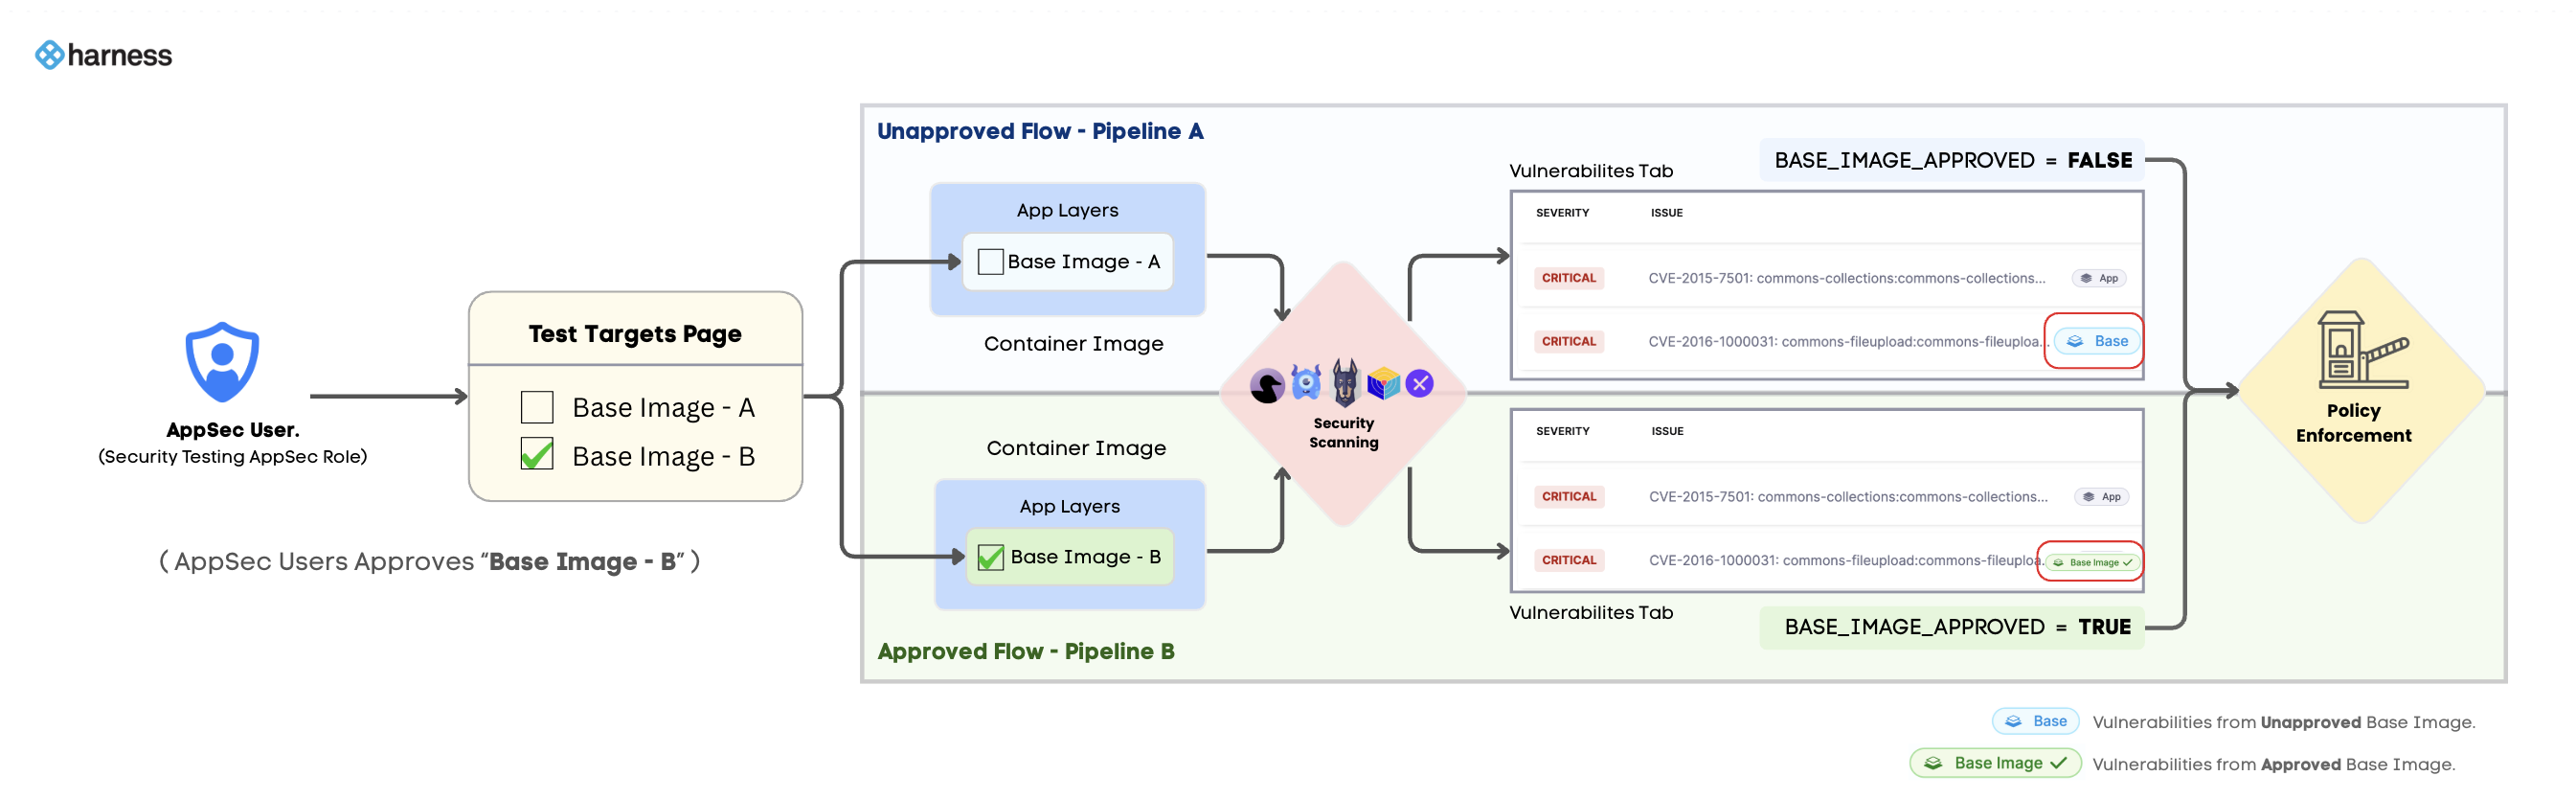 harness
AppSec User.
(Security Testing AppSec Role)
( AppSec Users Approves “Base Image - B” )
Test Targets Page
Base Image - A
Base Image - B
Unapproved Flow - Pipeline A
App Layers
Base Image - A
Container Image
Container Image
App Layers
Base Image - B
Approved Flow - Pipeline B
Security
Scanning
Vulnerabilites Tab
BASE_IMAGE_APPROVED = FALSE
SEVERITY ISSUE
CRITICAL CVE-2015-7501: commons-collections:commons-collections... App
CRITICAL CVE-2016-1000031: commons-fileupload:commons-fileuploa... Base
SEVERITY ISSUE
CRITICAL CVE-2015-7501: commons-collections:commons-collections... App
CRITICAL CVE-2016-1000031: commons-fileupload:commons-fileuploa. Base Image
Vulnerabilites Tab
BASE_IMAGE_APPROVED = TRUE
Policy
Enforcement
Base Vulnerabilities from Unapproved Base Image.
Base Image Vulnerabilities from Approved Base Image.